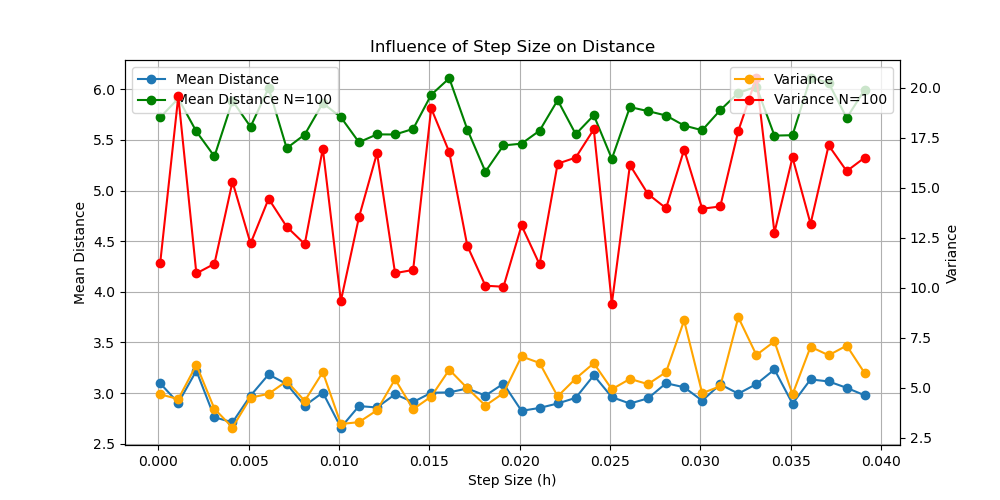 Influence of Step Size on Distance
Mean Distance
Mean Distance N=100
Variance
Variance N=100
Mean Distance
6.0
5.5
5.0
4.5
4.0
3.5
3.0
2.5
20.0
17.5
15.0
12.5
10.0
7.5
5.0
2.5
Variance
0.000 0.005 0.010 0.015 0.020 0.025 0.030 0.035 0.040
Step Size (h)